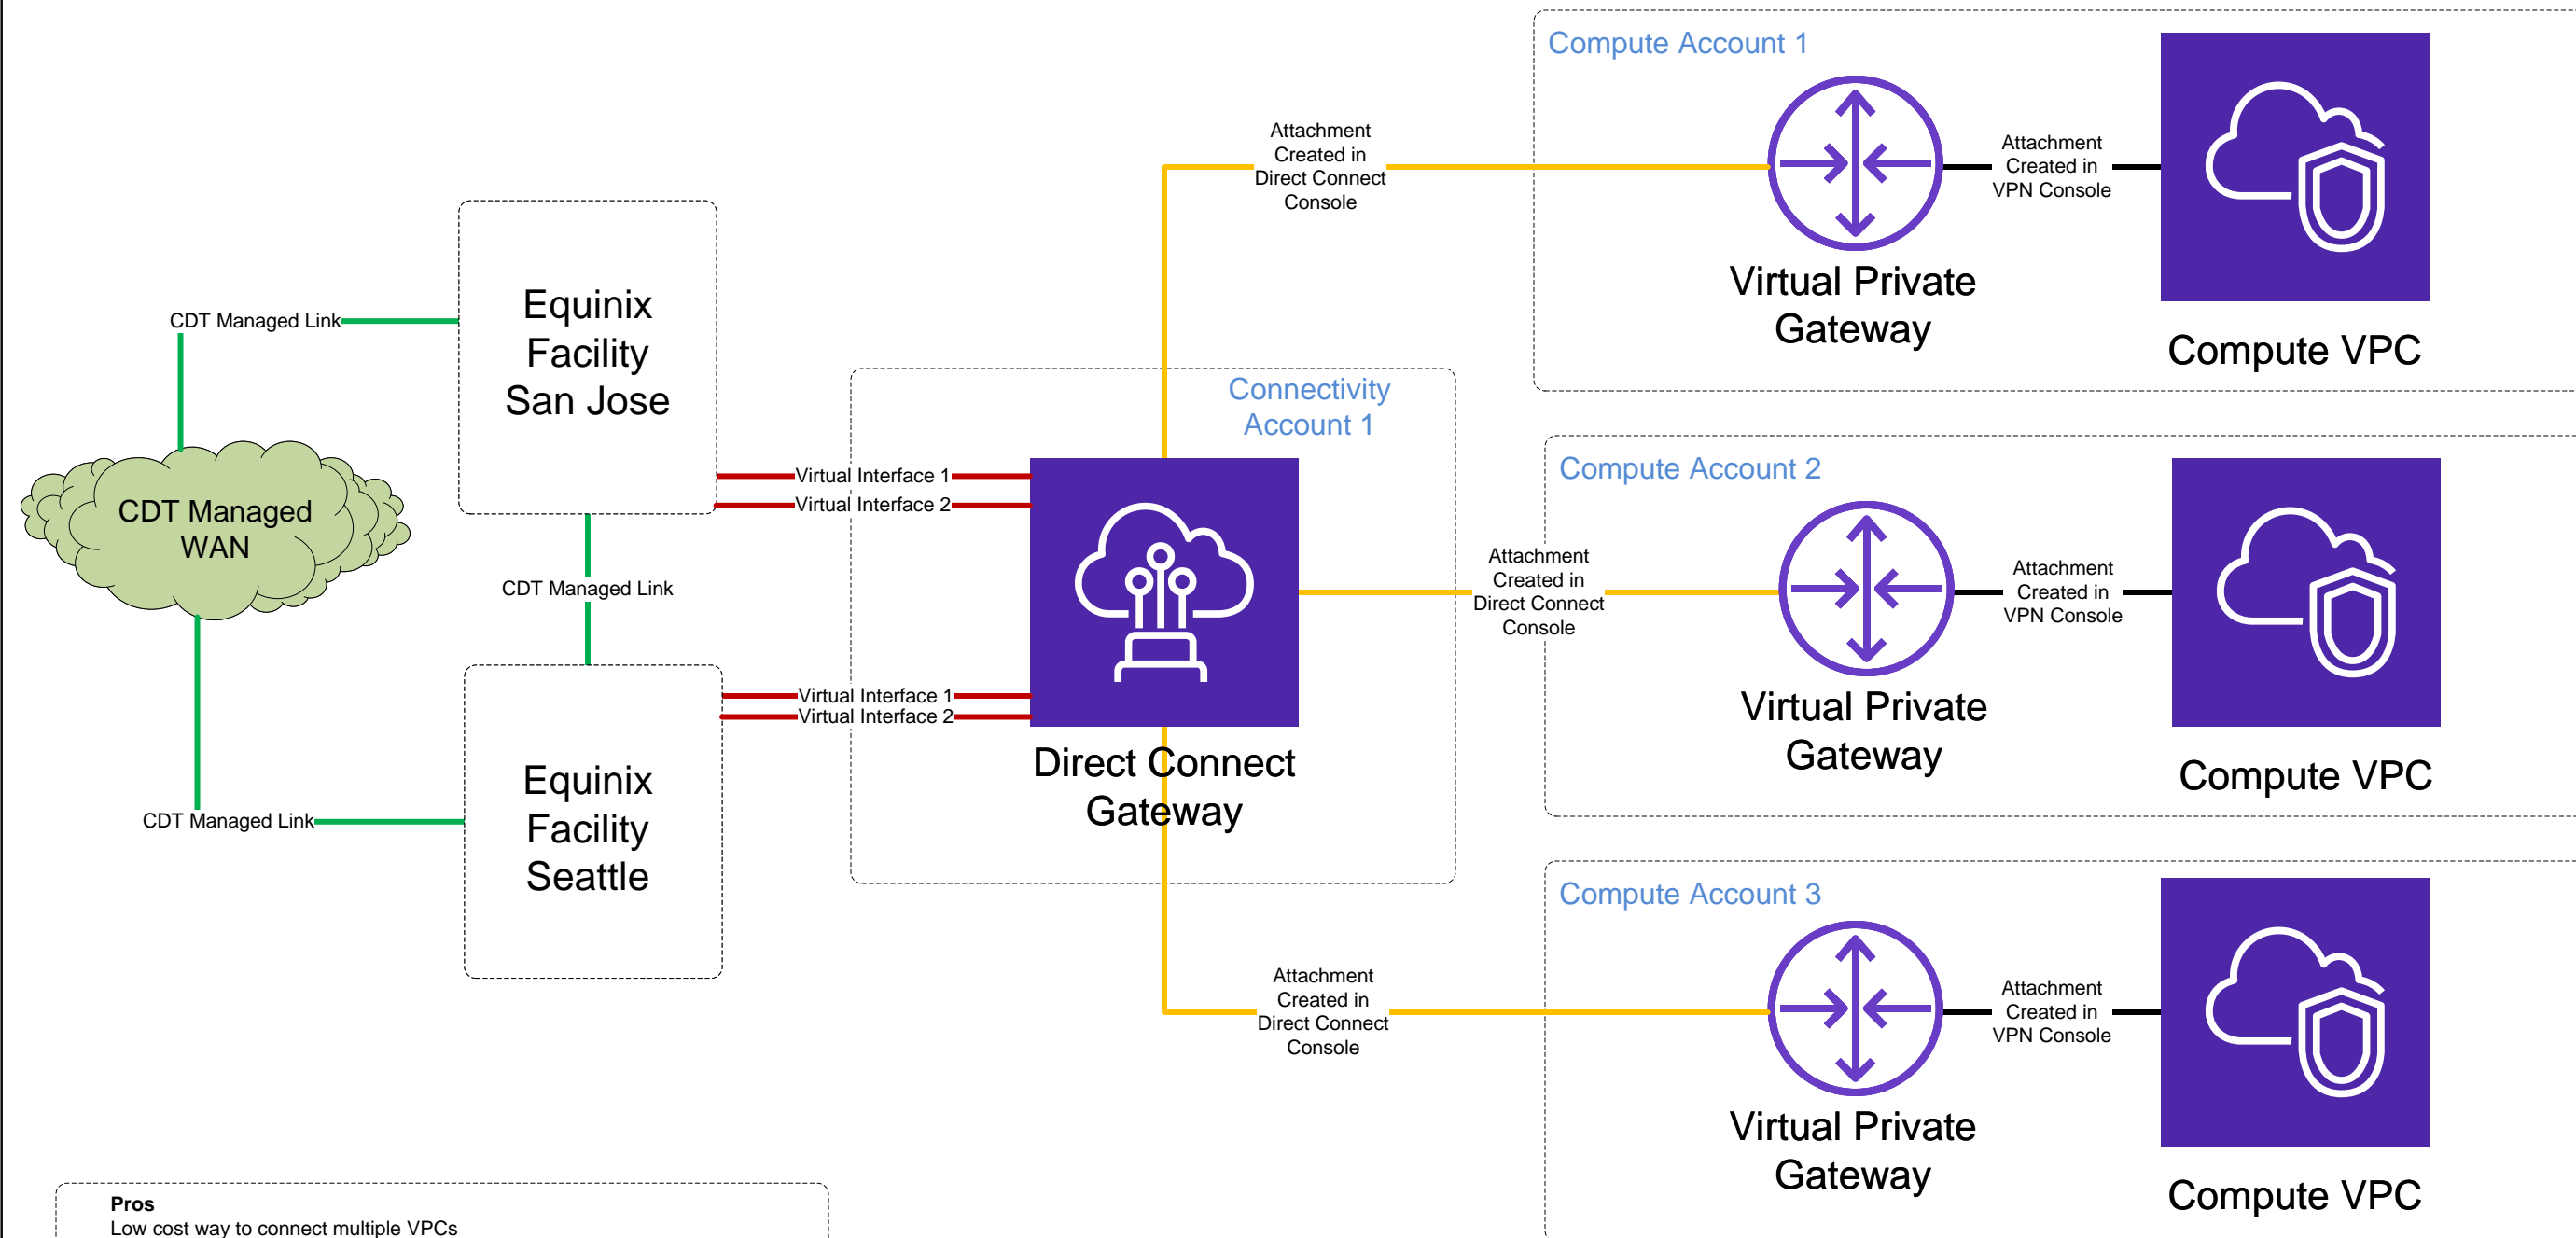 Compute Account 1
Attachment
Created in
Direct Connect
Console
Attachment
Created in
VPN Console
Virtual Private
Gateway
Compute VPC
CDT Managed Link
Equinix
Facility
San Jose
Connectivity
Account 1
Virtual Interface 1
Virtual Interface 2
CDT Managed
WAN
CDT Managed Link
Compute Account 2
Attachment
Created in
Direct Connect
Console
Attachment
Created in
VPN Console
Virtual Private
Gateway
Compute VPC
Virtual Interface 1
Virtual Interface 2
Direct Connect
Gateway
CDT Managed Link
Equinix
Facility
Seattle
Compute Account 3
Attachment
Created in
Direct Connect
Console
Attachment
Created in
VPN Console
Virtual Private
Gateway
Compute VPC
Pros
Low cost way to connect multiple VPCs